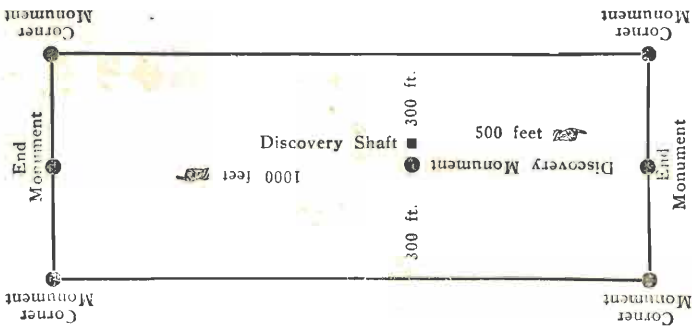 Corner
Monument
Corner
Monument
End
Monument
Discovery Shaft
300 ft.
500 feet
1000 feet
Discovery Monument
300 ft.
End
Monument
Corner
Monument
Corner
Monument